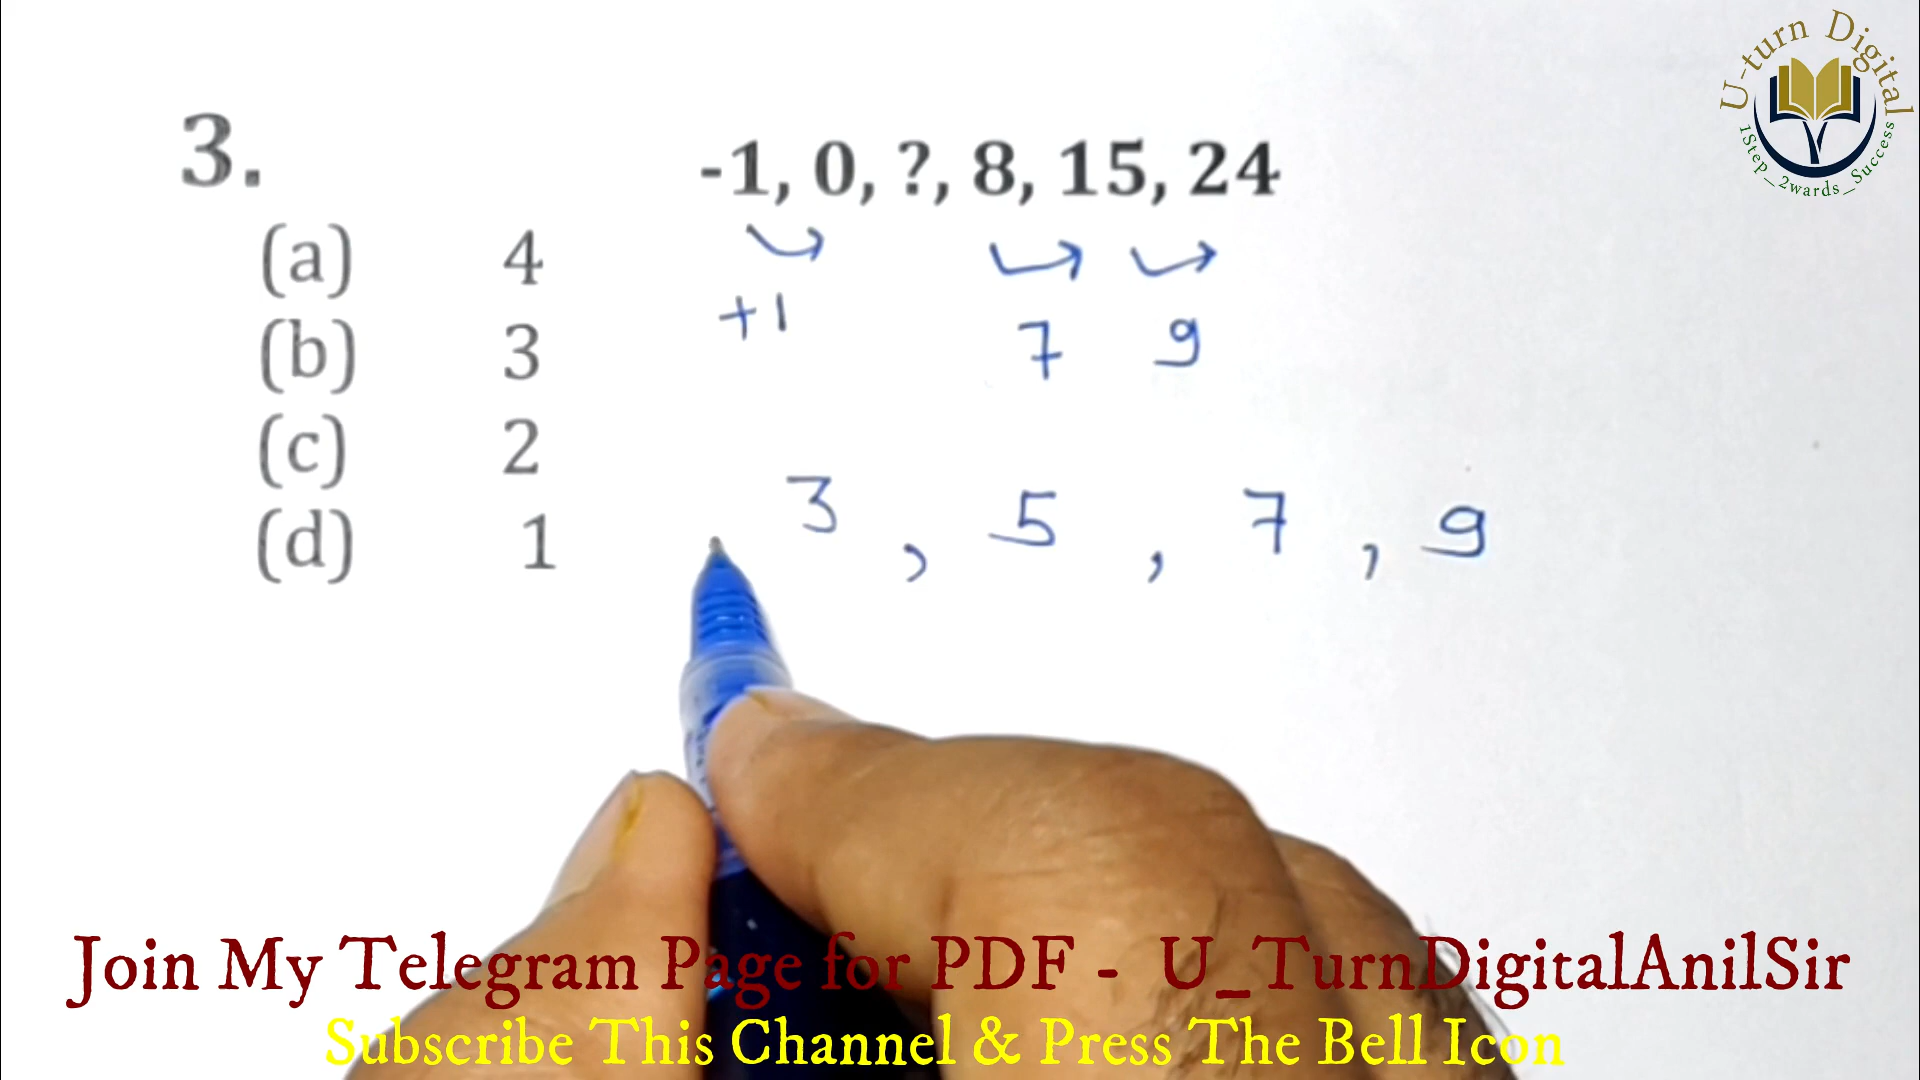 U-turn Digital
1Step_2wards_Success
3. -1, 0, ?, 8, 15, 24
(a) 4
+1 7 9
(b) 3
(c) 2
3 , 5 , 7 , 9
(d) 1
Join My Telegram Page for PDF - U_TurnDigitalAnilSir
Subscribe This Channel & Press The Bell Icon